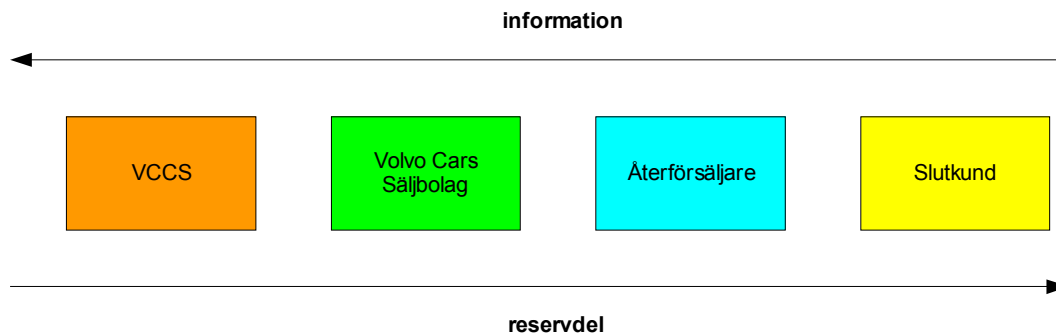 information
VCCS
Volvo Cars
Säljbolag
Återförsäljare
Slutkund
reservdel